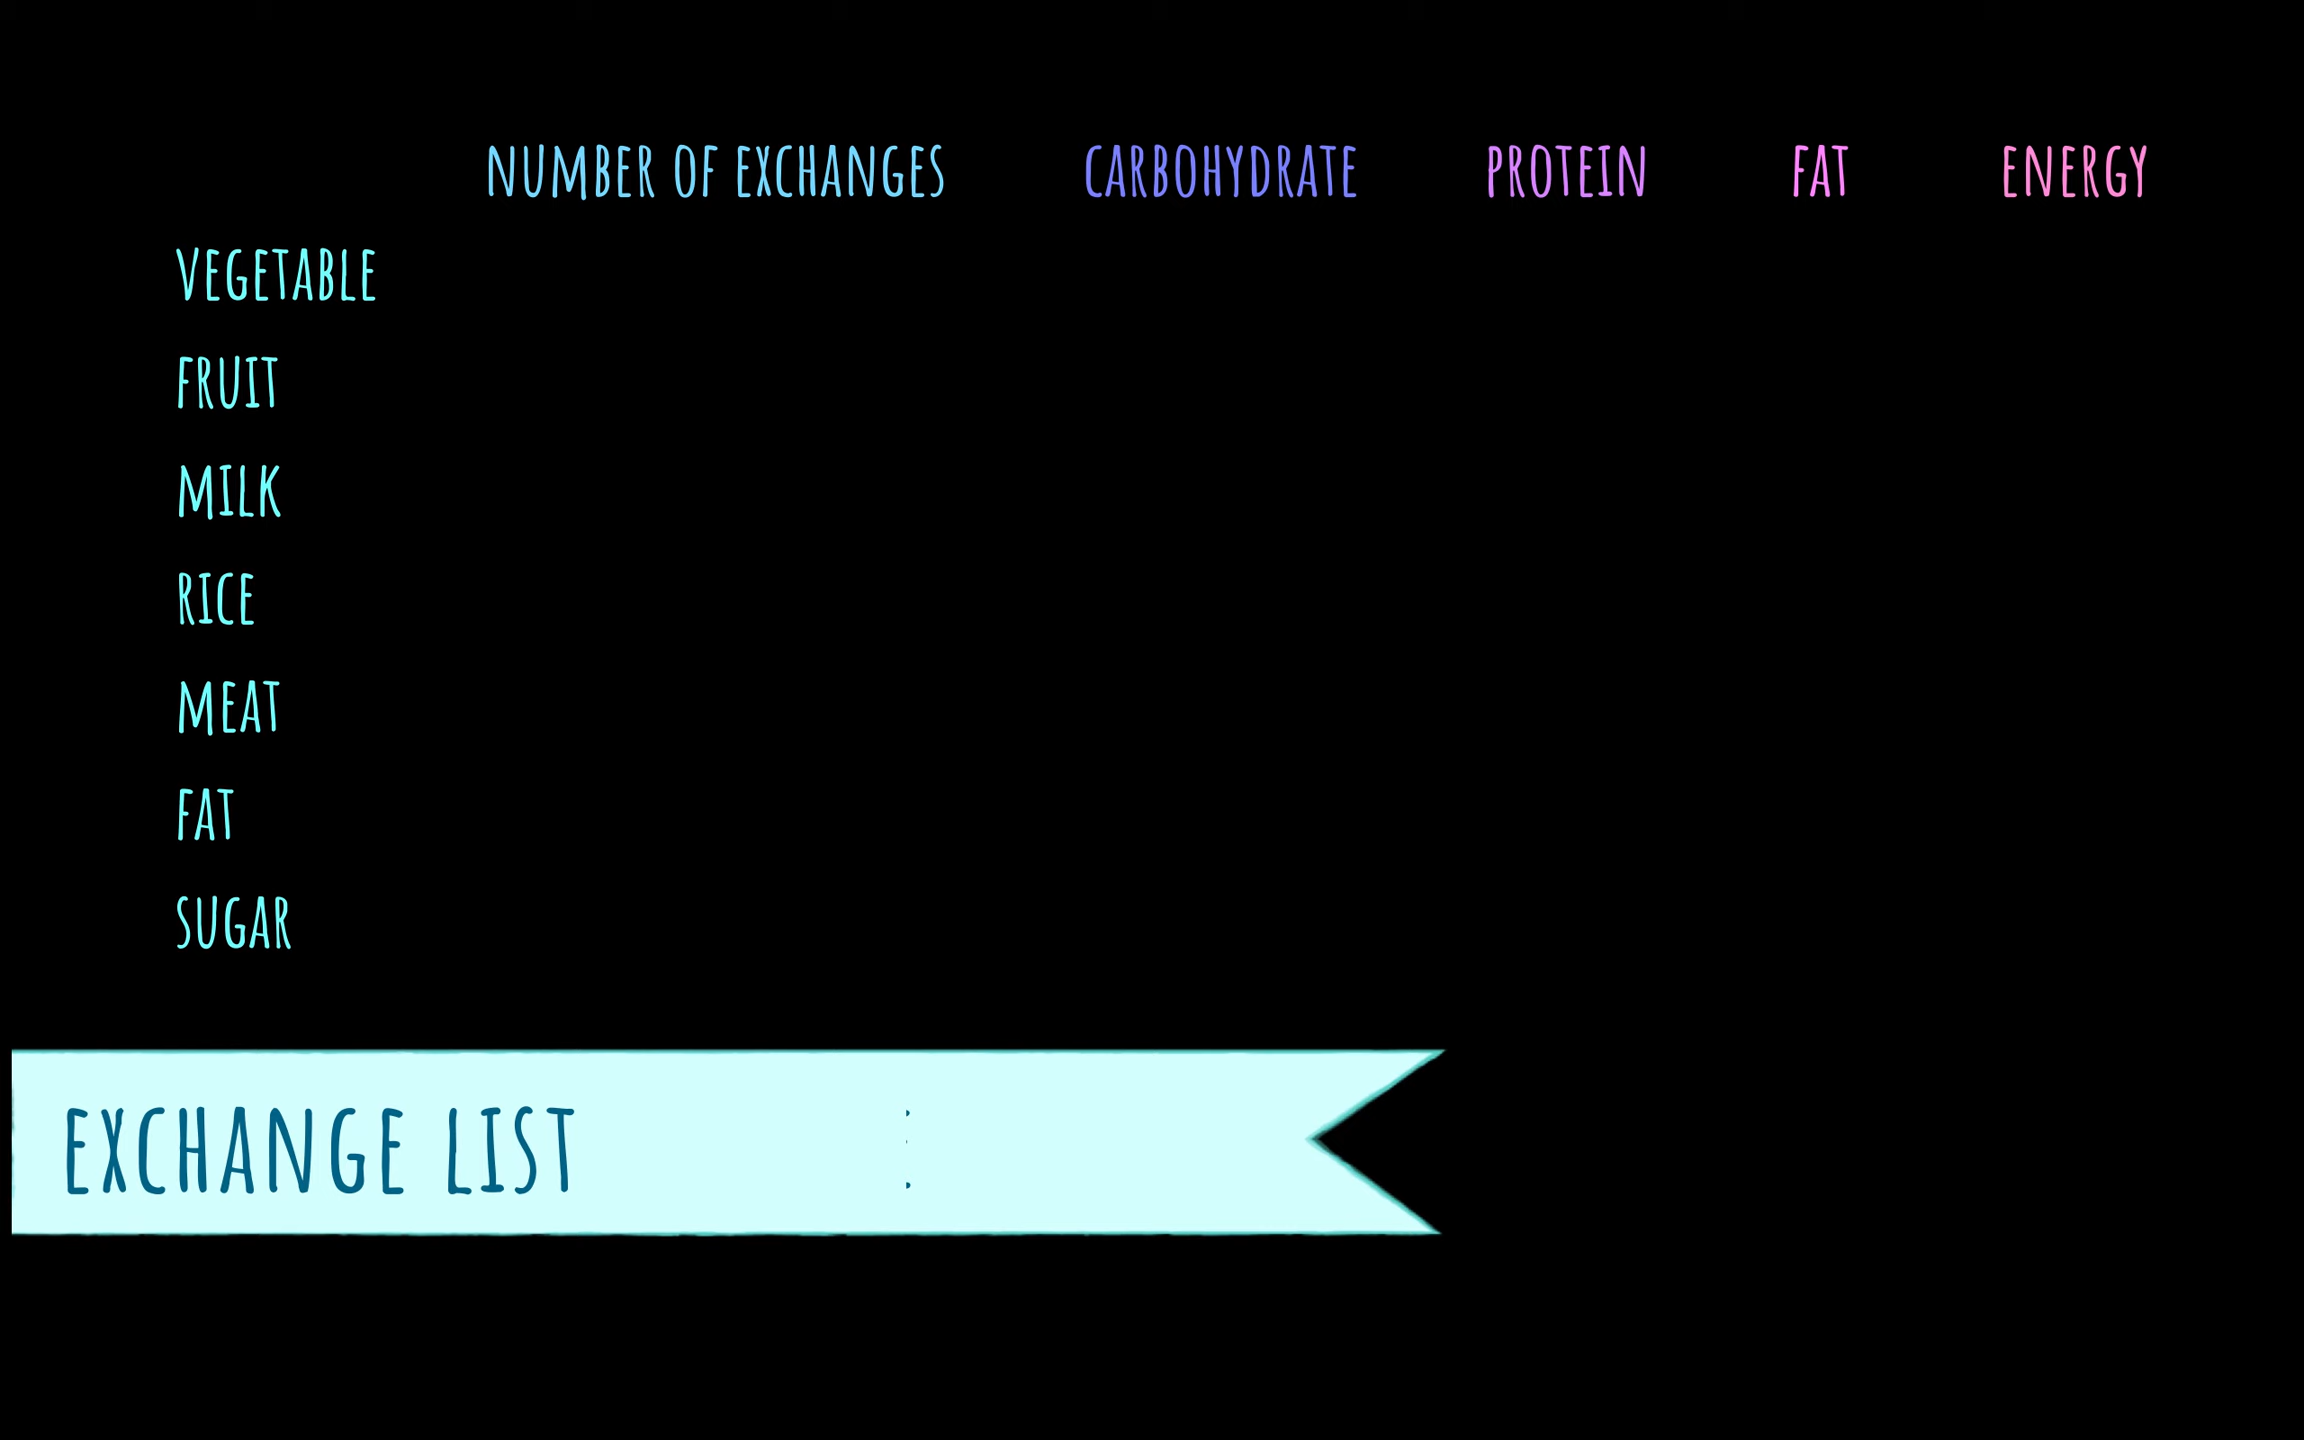 NUMBER OF EXCHANGES CARBOHYDRATE PROTEIN FAT ENERGY
VEGETABLE
FRUIT
MILK
RICE
MEAT
FAT
SUGAR
EXCHANGE LIST